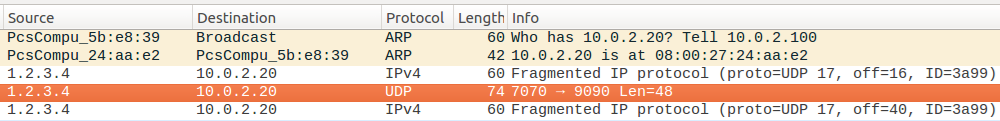 Source Destination Protocol Length Info
PcsCompu_5b:e8:39 Broadcast ARP 60 Who has 10.0.2.20? Tell 10.0.2.100
PcsCompu_24:aa:e2 PcsCompu_5b:e8:39 ARP 42 10.0.2.20 is at 08:00:27:24:aa:e2
1.2.3.4 10.0.2.20 IPv4 60 Fragmented IP protocol (proto=UDP 17, off=16, ID=3a99)
1.2.3.4 10.0.2.20 UDP 74 7070 → 9090 Len=48
1.2.3.4 10.0.2.20 IPv4 60 Fragmented IP protocol (proto=UDP 17, off=40, ID=3a99)